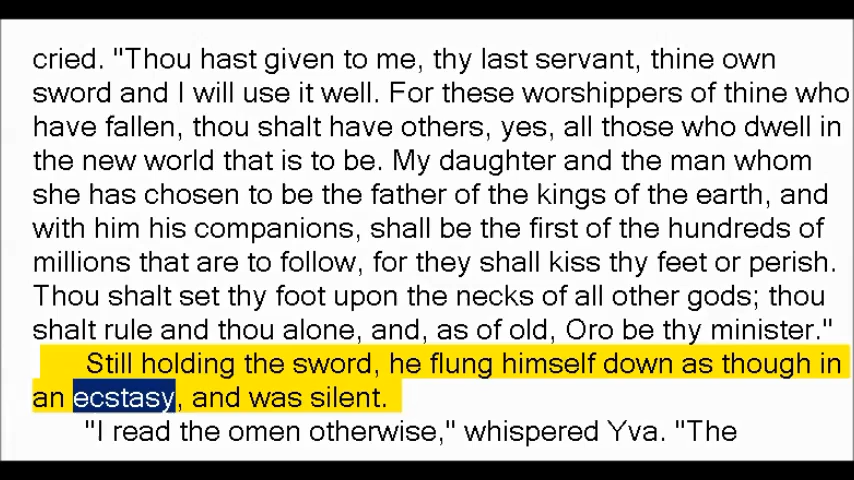 cried. "Thou hast given to me, thy last servant, thine own
sword and I will use it well. For these worshippers of thine who
have fallen, thou shalt have others, yes, all those who dwell in
the new world that is to be. My daughter and the man whom
she has chosen to be the father of the kings of the earth, and
with him his companions, shall be the first of the hundreds of
millions that are to follow, for they shall kiss thy feet or perish.
Thou shalt set thy foot upon the necks of all other gods; thou
shalt rule and thou alone, and, as of old, Oro be thy minister."
Still holding the sword, he flung himself down as though in
an ecstasy, and was silent.
"I read the omen otherwise," whispered Yva. "The